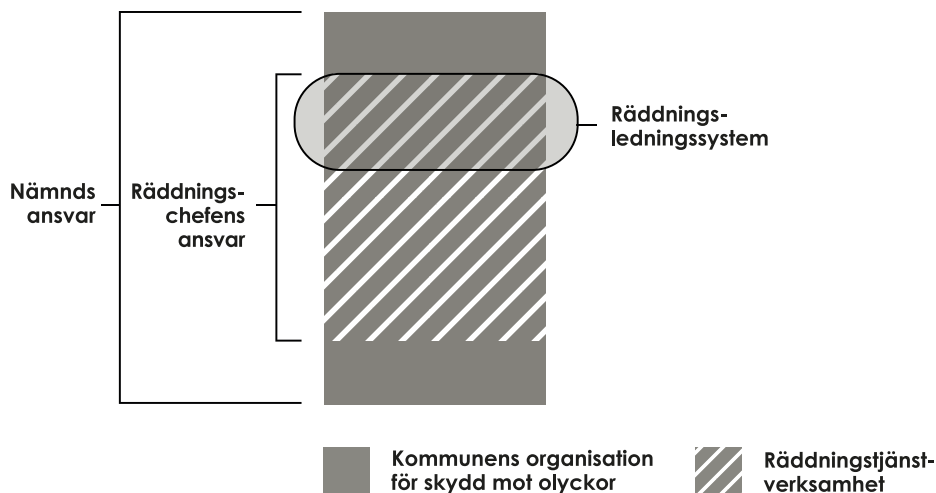 Räddnings-
ledningssystem
Nämnds
ansvar
Räddnings-
chefens
ansvar
Kommunens organisation
för skydd mot olyckor
Räddningstjänst-
verksamhet